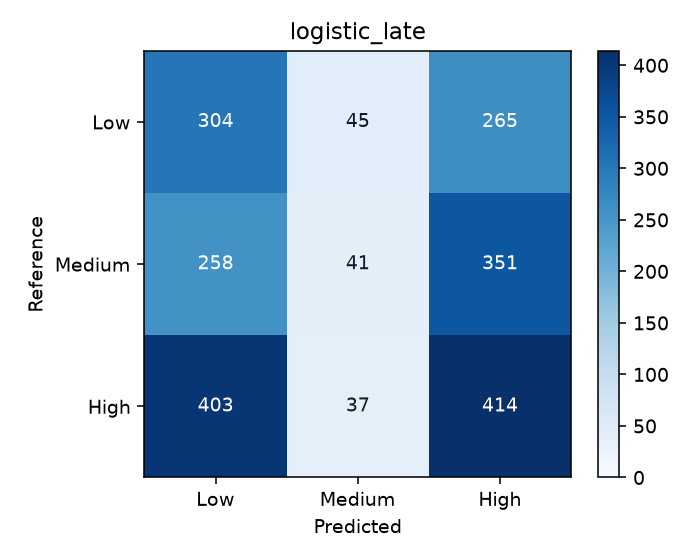 logistic_late
Low 304 45 265
Medium 258 41 351
High 403 37 414
Low Medium High
Predicted
Reference
400
350
300
250
200
150
100
50
0